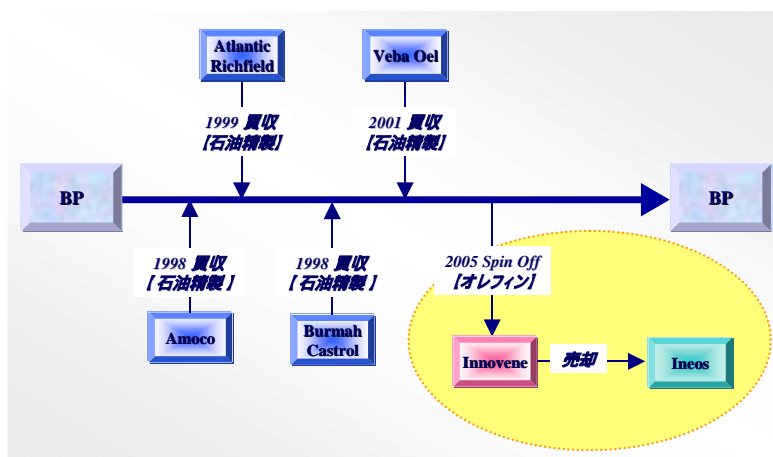 Atlantic
Richfield
Veba Oel
1999 買収
【石油精製】
2001 買収
【石油精製】
BP
BP
1998 買収
【 石油精製 】
1998 買収
【 石油精製 】
2005 Spin Off
【オレフィン】
Amoco
Burmah
Castrol
Innovene
売却
Ineos